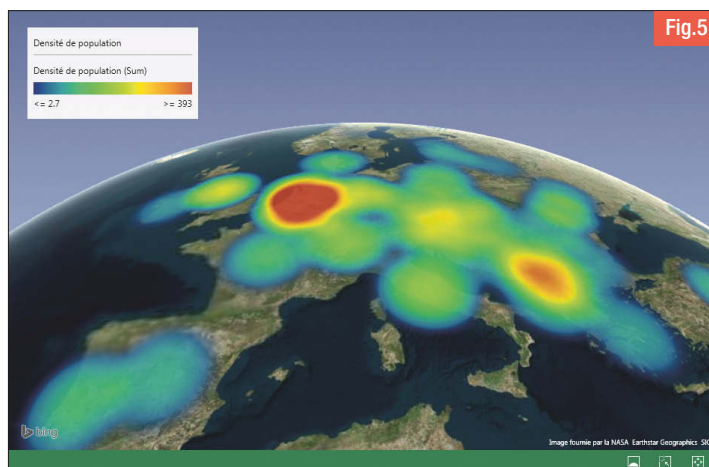 Fig.5
Densité de population
Densité de population (Sum)
<= 2.7 >= 393
bing
Image fournie par la NASA Earthstar Geographics SIO